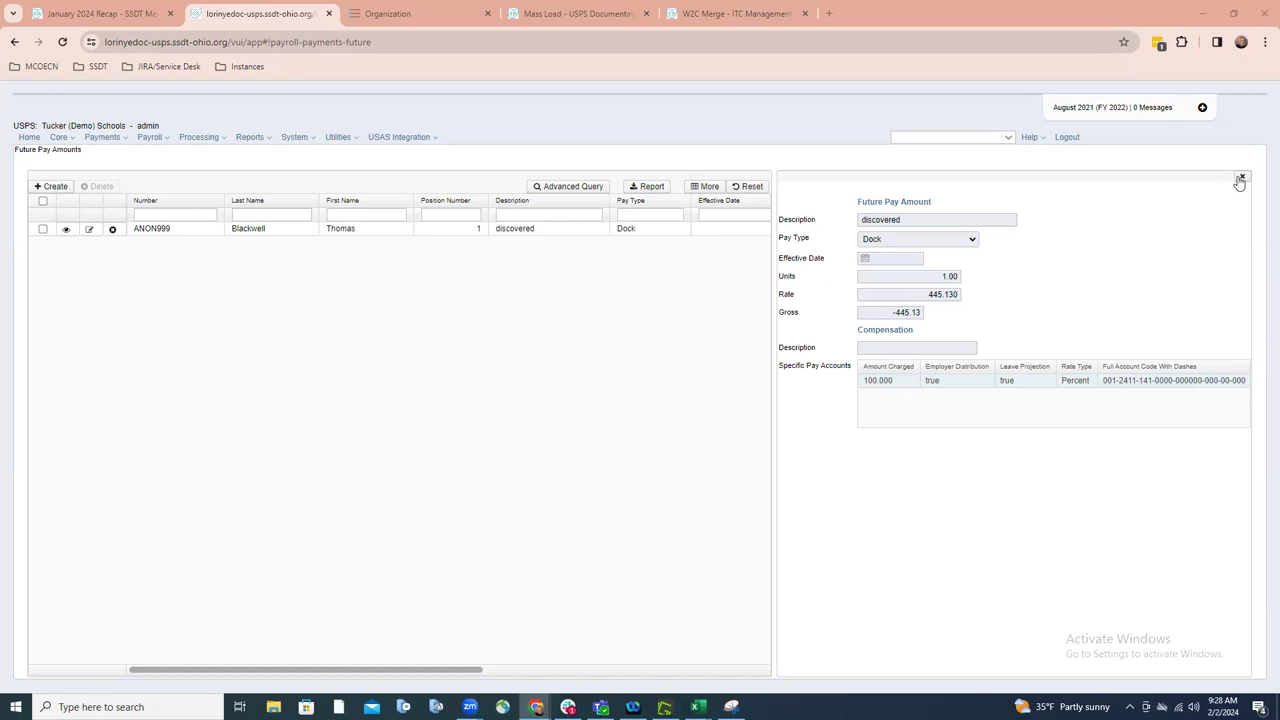 January 2024 Recap - SSDT Me
lorinyedoc-usps.ssdt-ohio.org/
Organization
Mass Load - USPS Documentat
W2C Merge - ITC Management
lorinyedoc-usps.ssdt-ohio.org/vui/app#!payroll-payments-future
1
MCOECN
SSDT
JIRA/Service Desk
Instances
August 2021 (FY 2022) | 0 Messages
USPS: Tucker (Demo) Schools - admin
Home Core Payments Payroll Processing Reports System Utilities USAS Integration
Help Logout
Future Pay Amounts
Create
Delete
Advanced Query
Report
More
Reset
Number Last Name First Name Position Number Description Pay Type Effective Date
ANON999 Blackwell Thomas 1 discovered Dock
Future Pay Amount
Description discovered
Pay Type Dock
Effective Date
Units 1.00
Rate 445.130
Gross -445.13
Compensation
Description
Specific Pay Accounts
Amount Charged Employer Distribution Leave Projection Rate Type Full Account Code With Dashes
100.000 true true Percent 001-2411-141-0000-000000-000-00-000
Activate Windows
Go to Settings to activate Windows.
Type here to search
zm
35°F Partly sunny
9:28 AM
2/2/2024
4